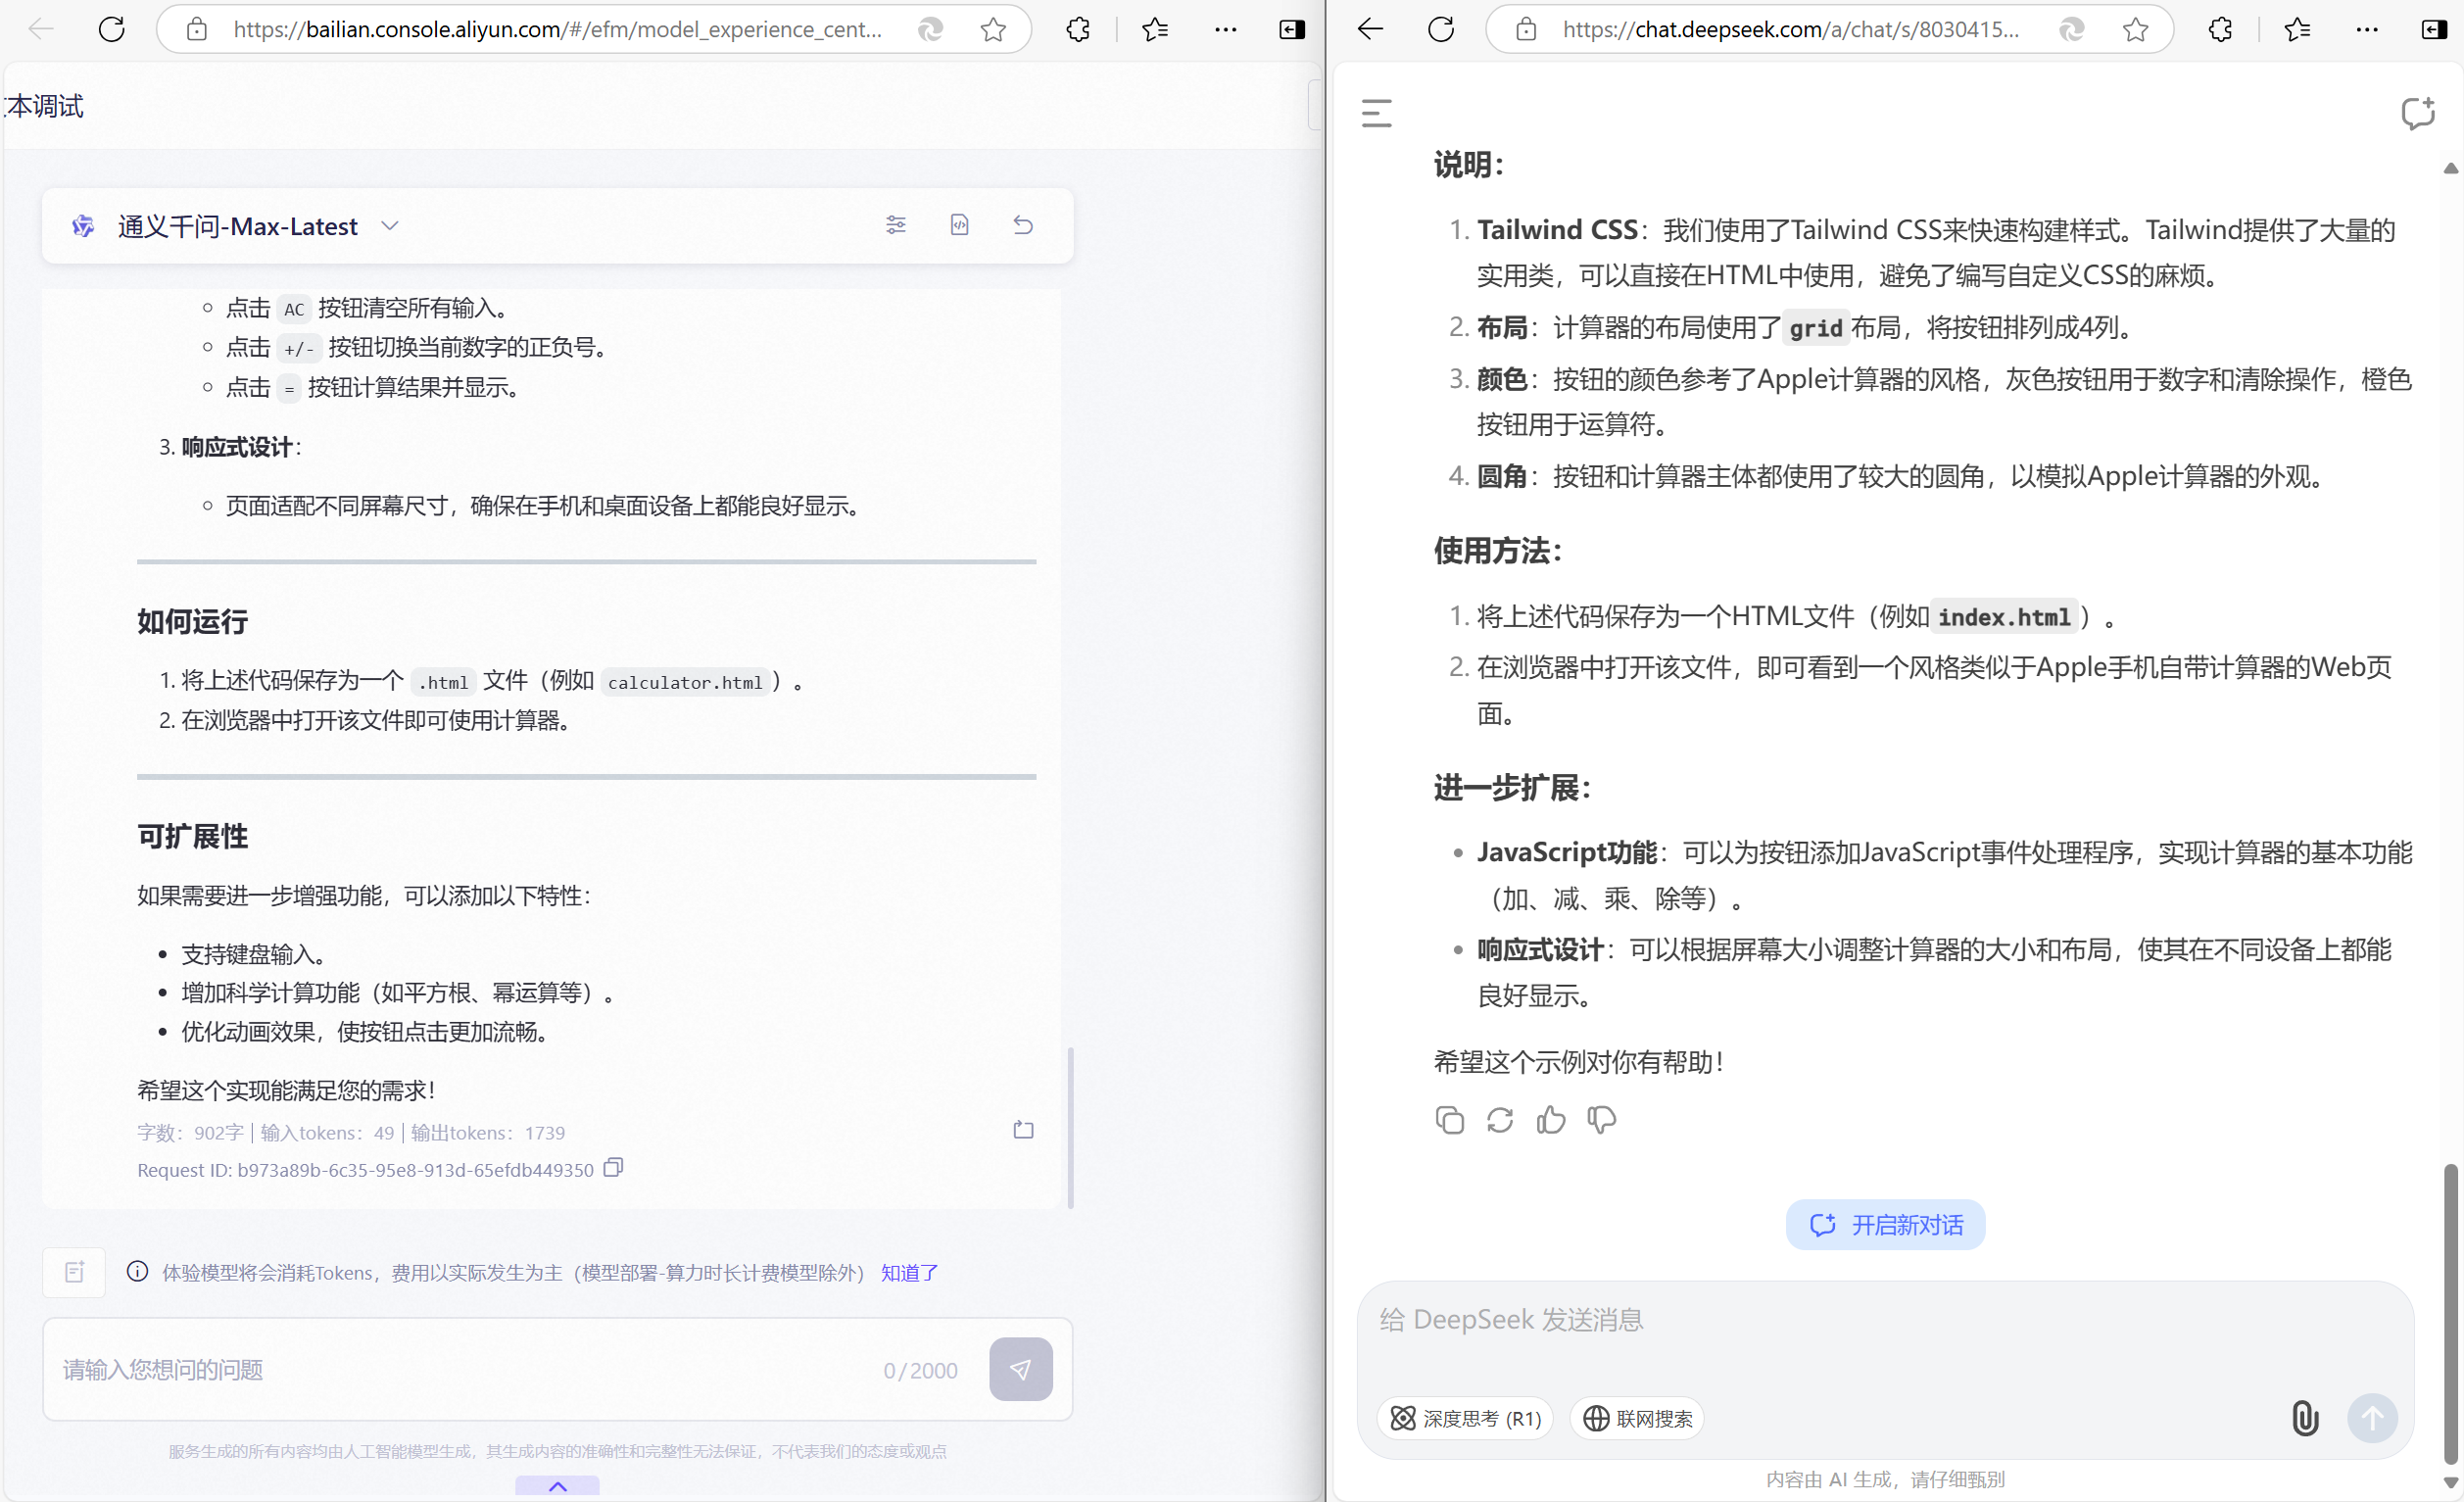 https://bailian.console.aliyun.com/#/efm/model_experience_cent...
本调试
通义千问-Max-Latest
点击 AC 按钮清空所有输入。
点击 +/- 按钮切换当前数字的正负号。
点击 = 按钮计算结果并显示。
3. 响应式设计：
页面适配不同屏幕尺寸，确保在手机和桌面设备上都能良好显示。
如何运行
1. 将上述代码保存为一个 .html 文件（例如 calculator.html）。
2. 在浏览器中打开该文件即可使用计算器。
可扩展性
如果需要进一步增强功能，可以添加以下特性：
支持键盘输入。
增加科学计算功能（如平方根、幂运算等）。
优化动画效果，使按钮点击更加流畅。
希望这个实现能满足您的需求！
字数：902字 | 输入tokens：49 | 输出tokens：1739
Request ID: b973a89b-6c35-95e8-913d-65efdb449350
体验模型将会消耗Tokens，费用以实际发生为主（模型部署-算力时长计费模型除外） 知道了
请输入您想问的问题
0/2000
服务生成的所有内容均由人工智能模型生成，其生成内容的准确性和完整性无法保证，不代表我们的态度或观点
https://chat.deepseek.com/a/chat/s/8030415...
说明：
1. Tailwind CSS：我们使用了Tailwind CSS来快速构建样式。Tailwind提供了大量的
实用类，可以直接在HTML中使用，避免了编写自定义CSS的麻烦。
2. 布局：计算器的布局使用了grid布局，将按钮排列成4列。
3. 颜色：按钮的颜色参考了Apple计算器的风格，灰色按钮用于数字和清除操作，橙色
按钮用于运算符。
4. 圆角：按钮和计算器主体都使用了较大的圆角，以模拟Apple计算器的外观。
使用方法：
1. 将上述代码保存为一个HTML文件（例如index.html）。
2. 在浏览器中打开该文件，即可看到一个风格类似于Apple手机自带计算器的Web页
面。
进一步扩展：
JavaScript功能：可以为按钮添加JavaScript事件处理程序，实现计算器的基本功能
（加、减、乘、除等）。
响应式设计：可以根据屏幕大小调整计算器的大小和布局，使其在不同设备上都能
良好显示。
希望这个示例对你有帮助！
开启新对话
给 DeepSeek 发送消息
深度思考 (R1)
联网搜索
内容由 AI 生成，请仔细甄别